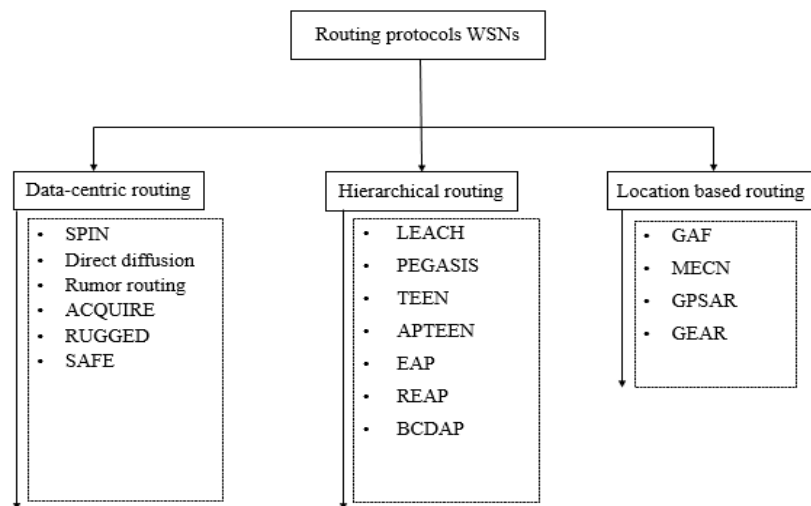 Routing protocols WSNs
Data-centric routing
• SPIN
• Direct diffusion
• Rumor routing
• ACQUIRE
• RUGGED
• SAFE
Hierarchical routing
• LEACH
• PEGASIS
• TEEN
• APTEEN
• EAP
• REAP
• BCDAP
Location based routing
• GAF
• MECN
• GPSAR
• GEAR